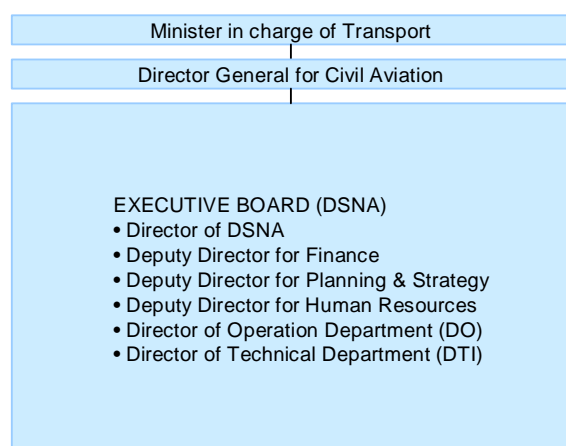 Minister in charge of Transport
Director General for Civil Aviation
EXECUTIVE BOARD (DSNA)
• Director of DSNA
• Deputy Director for Finance
• Deputy Director for Planning & Strategy
• Deputy Director for Human Resources
• Director of Operation Department (DO)
• Director of Technical Department (DTI)